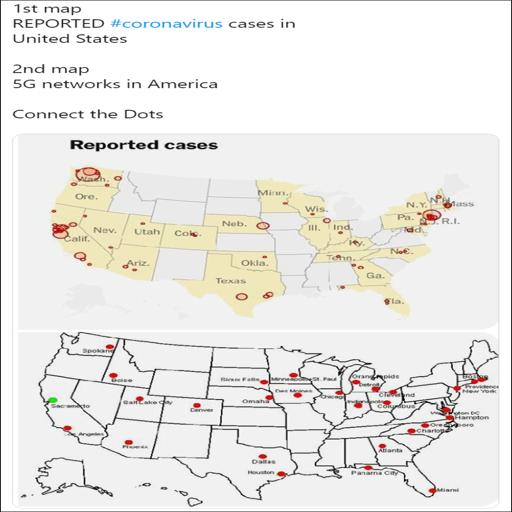 1st map
REPORTED #coronavirus cases in
United States
2nd map
5G networks in America
Connect the Dots
Reported cases
Wash.
Minn.
N.H.
Mass
Ore.
Wis.
N.Y.
R.I.
Neb.
Pa.
Nev.
Utah
Ill.
Ind.
Calif.
Ky.
Ariz.
Okla.
Tenn.
N.C.
Texas
Ga.
Fla.
Spokane
Boise
Sioux Falls
Minneapolis/St. Paul
Grand Rapids
Boston
Detroit
Providence
Des Moines
Chicago
Cleveland
New York
Sacramento
Salt Lake City
Omaha
Indianapolis
Columbus
Denver
Washington DC
Hampton
Los Angeles
Greensboro
Charlotte
Phoenix
Atlanta
Dallas
Houston
Panama City
Miami